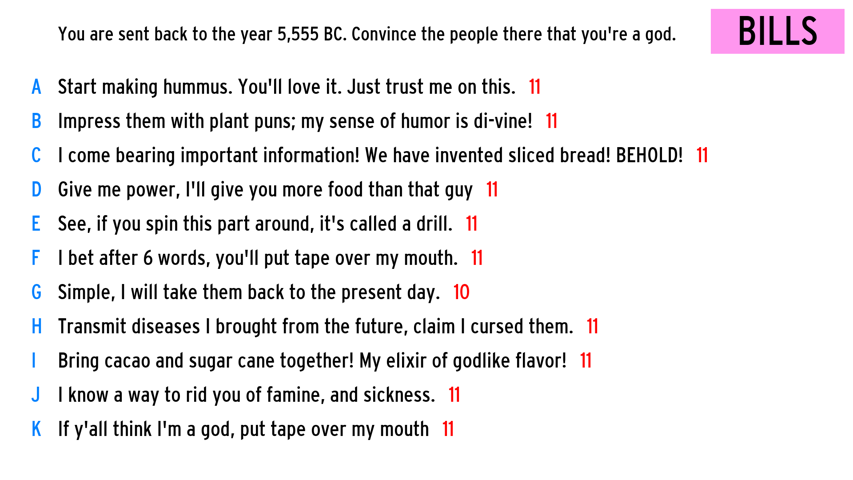 You are sent back to the year 5,555 BC. Convince the people there that you're a god.
BILLS
A Start making hummus. You'll love it. Just trust me on this. 11
B Impress them with plant puns; my sense of humor is di-vine! 11
C I come bearing important information! We have invented sliced bread! BEHOLD! 11
D Give me power, I'll give you more food than that guy 11
E See, if you spin this part around, it's called a drill. 11
F I bet after 6 words, you'll put tape over my mouth. 11
G Simple, I will take them back to the present day. 10
H Transmit diseases I brought from the future, claim I cursed them. 11
I Bring cacao and sugar cane together! My elixir of godlike flavor! 11
J I know a way to rid you of famine, and sickness. 11
K If y'all think I'm a god, put tape over my mouth 11